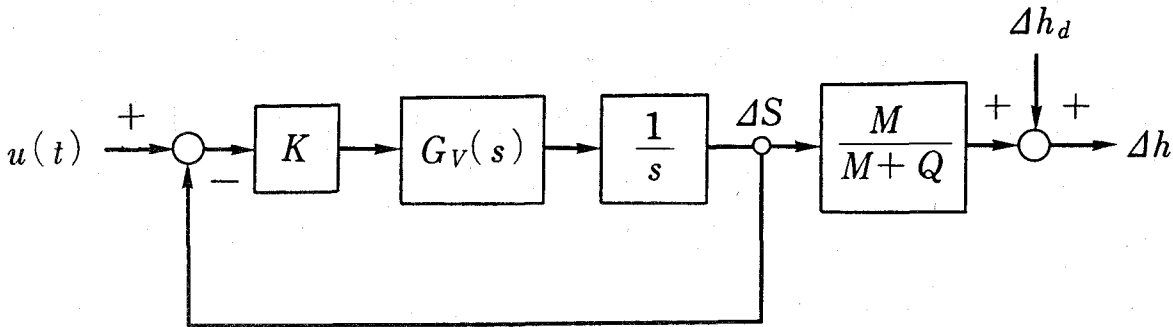 Δh_d
+
ΔS
+
+
u(t)
K
G_V(s)
1/s
M/(M+Q)
Δh
−